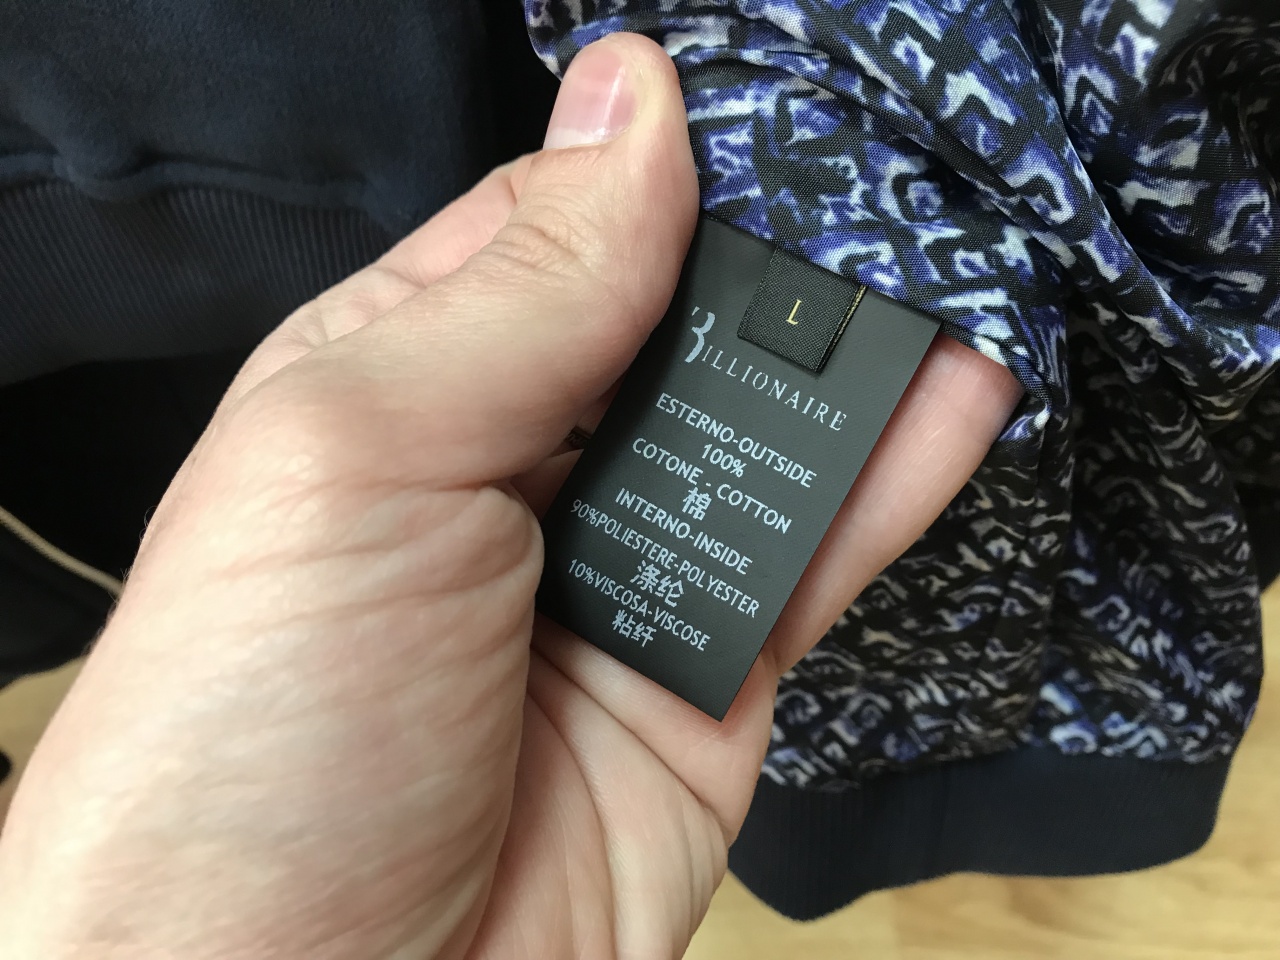 L
BILLIONAIRE
ESTERNO-OUTSIDE
100%
COTONE - COTTON
棉
INTERNO-INSIDE
90%POLIESTERE-POLYESTER
涤纶
10%VISCOSA-VISCOSE
粘纤